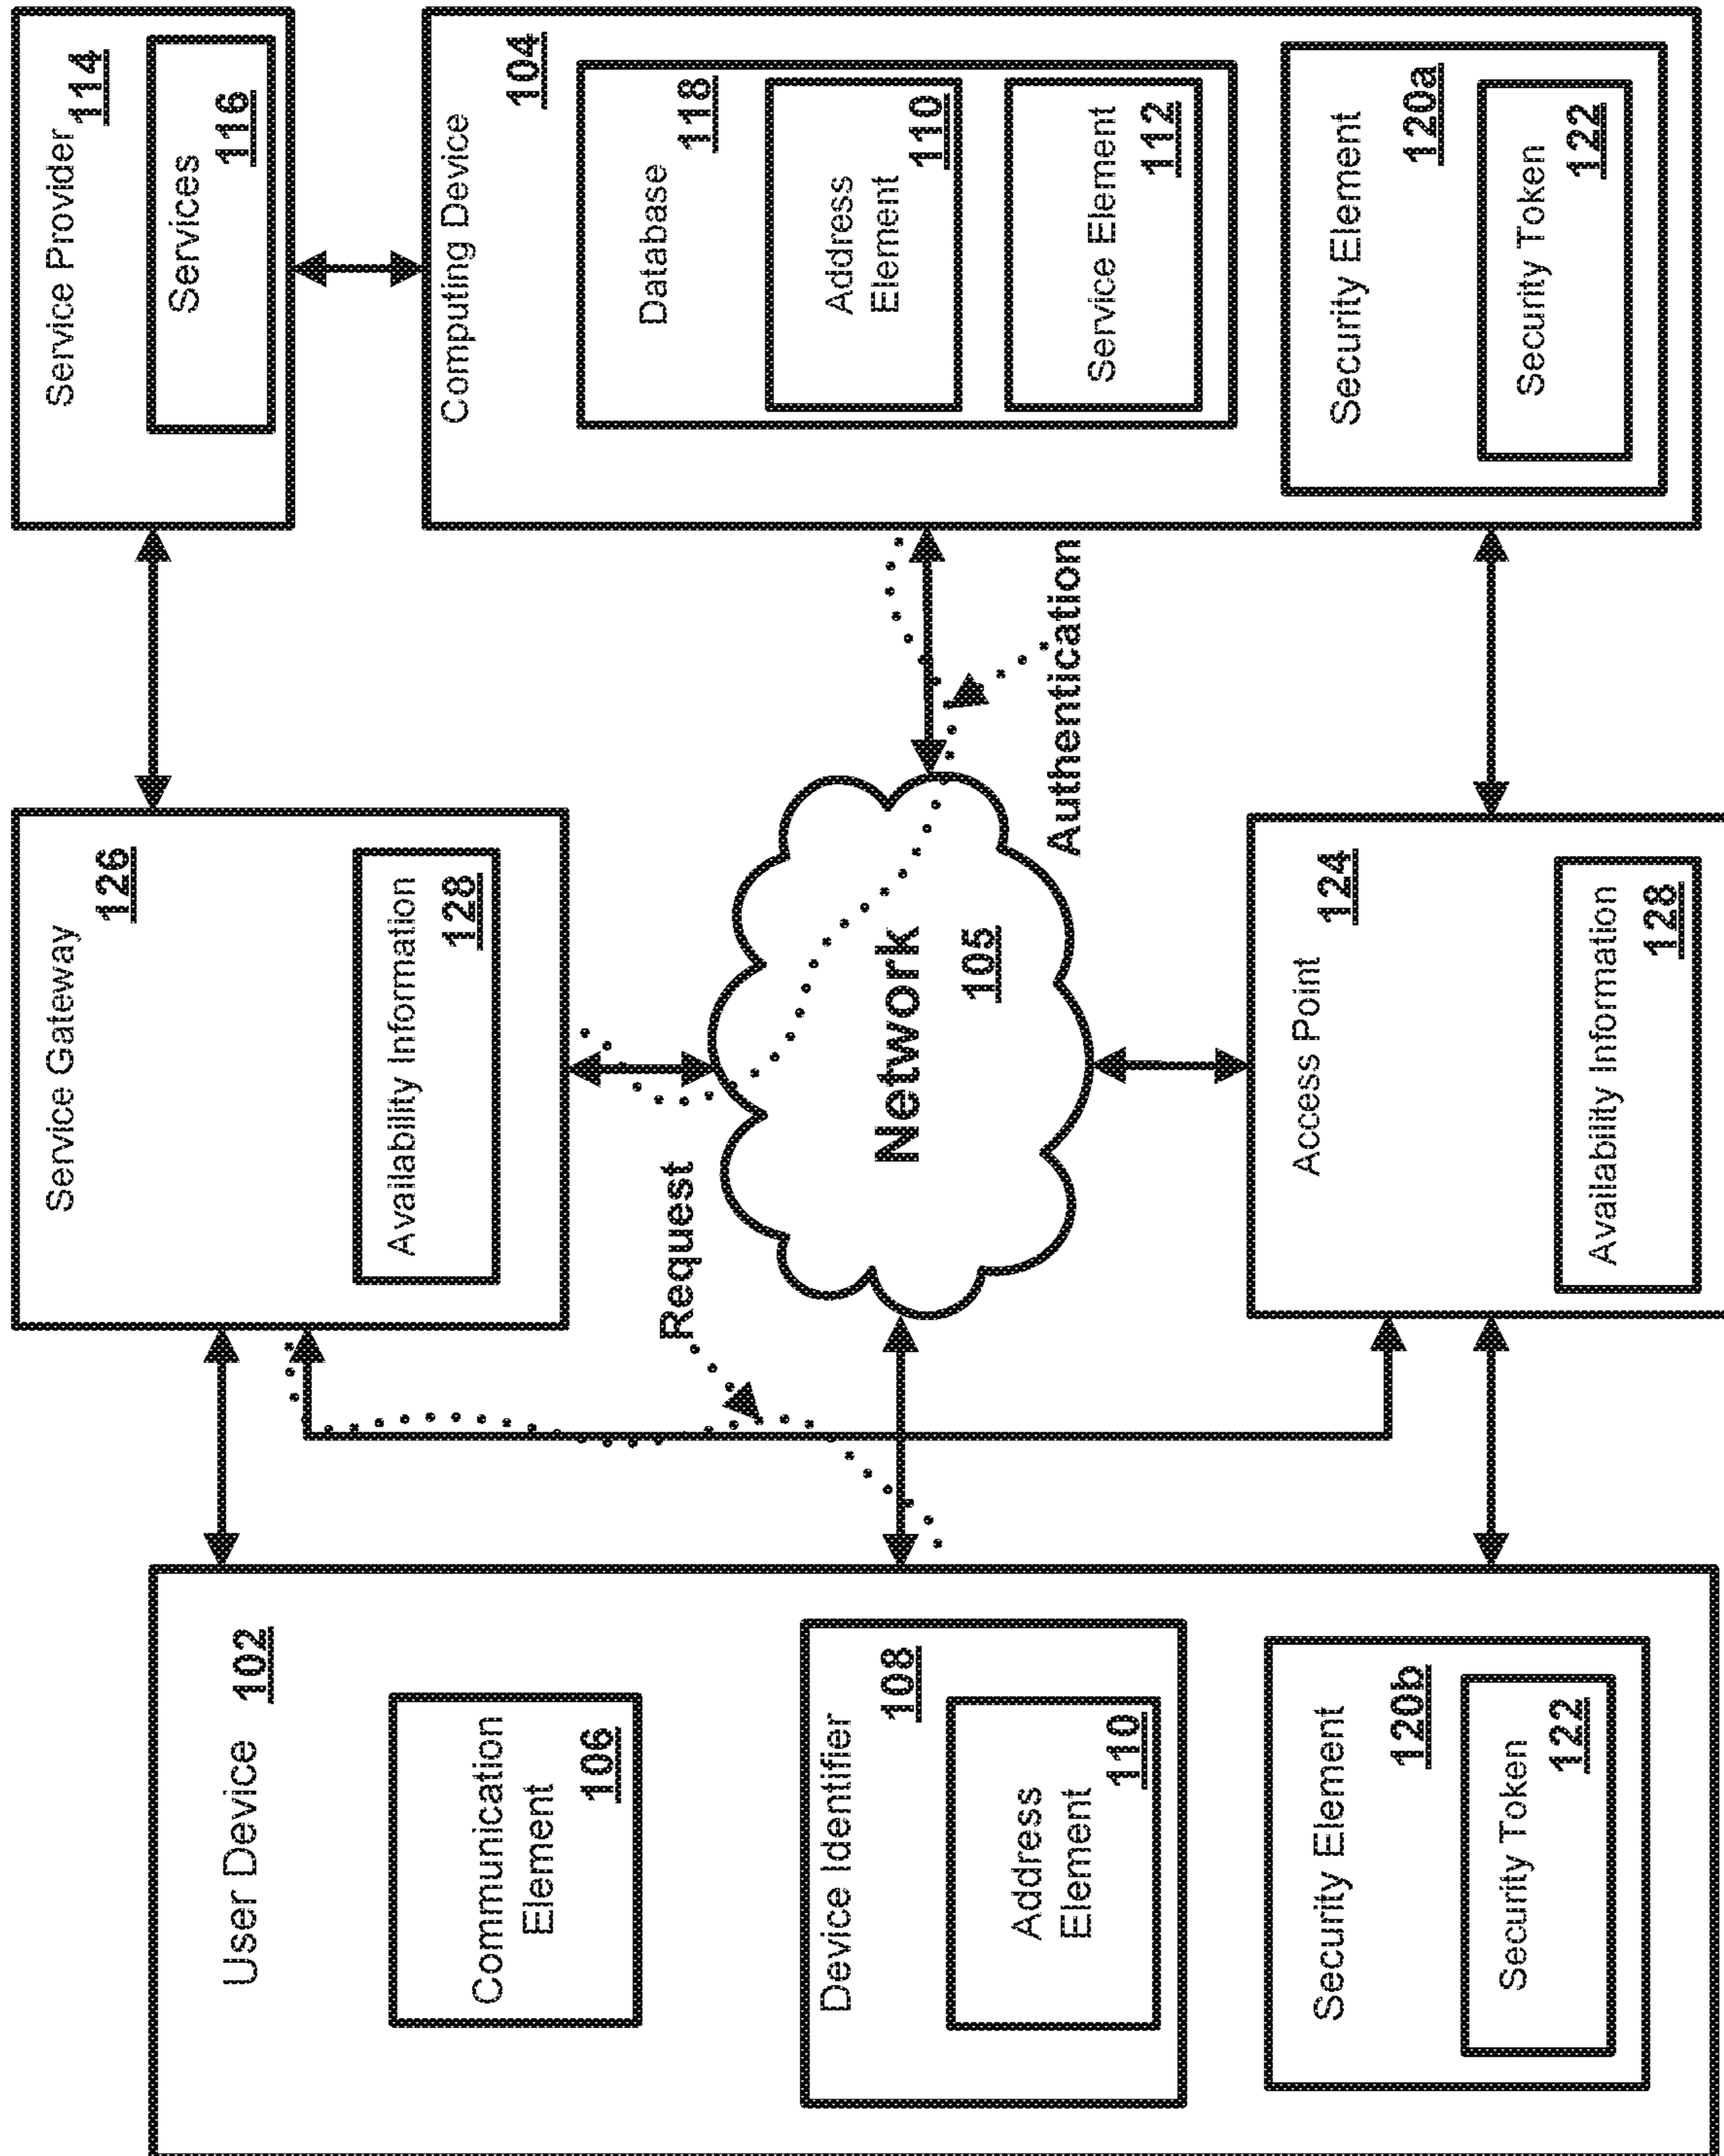 User Device 102
Communication
Element
106
Device Identifier
108
Address
Element
110
Security Element
120b
Security Token
122
Service Gateway
126
Availability Information
128
Request
Network
105
Authentication
Access Point
124
Availability Information
128
Service Provider
114
Services
116
Computing Device
104
Database
118
Address
Element
110
Service Element
112
Security Element
120a
Security Token
122